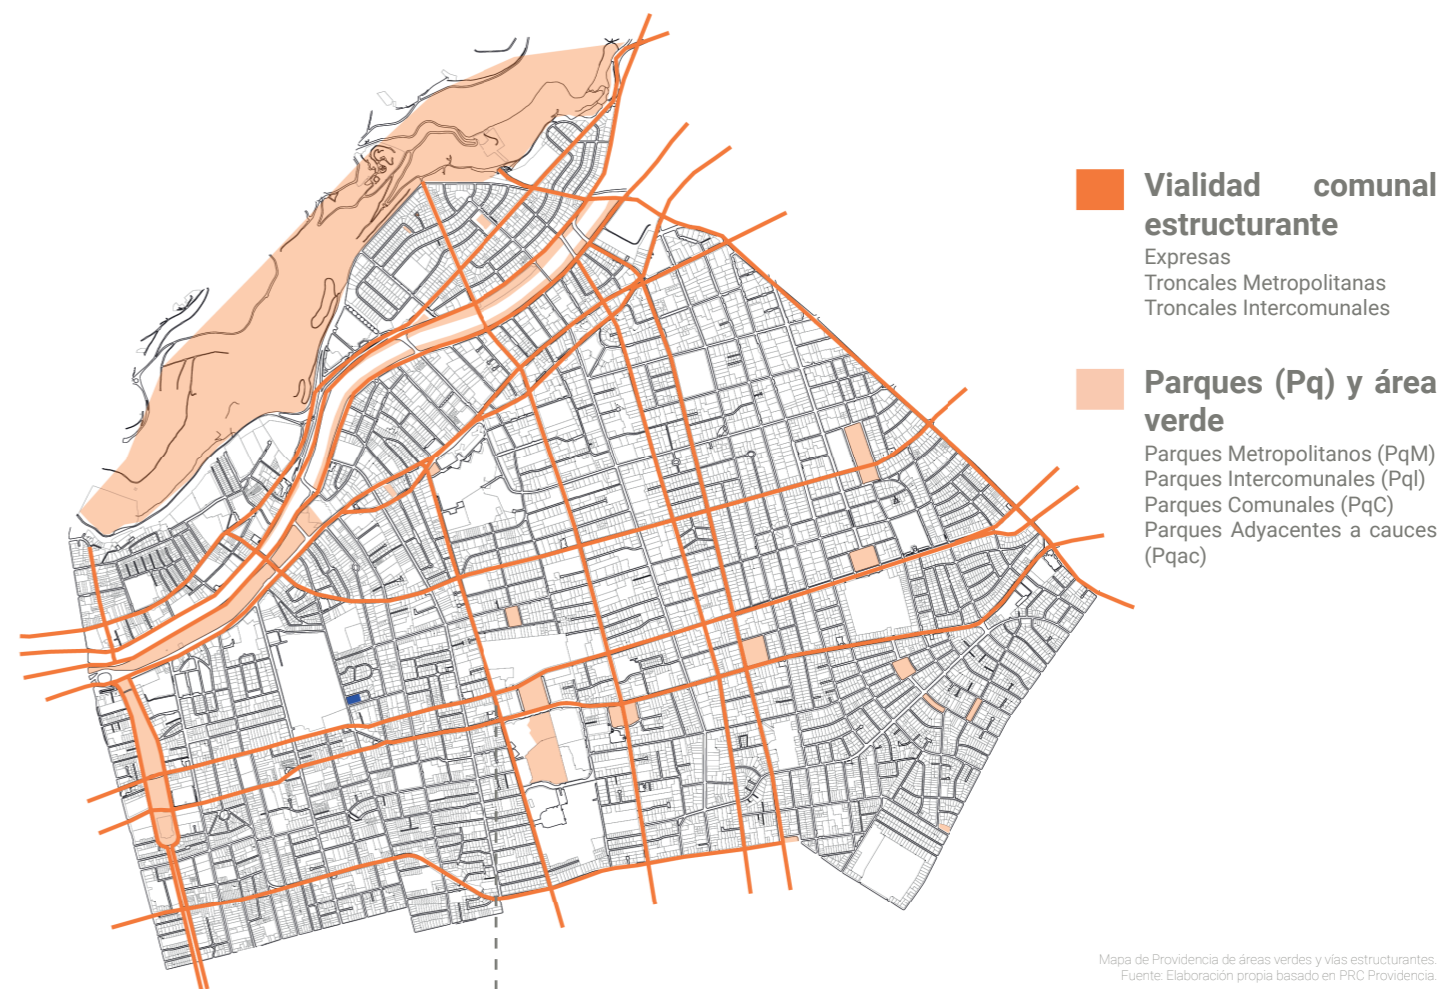 Vialidad comunal
estructurante
Expresas
Troncales Metropolitanas
Troncales Intercomunales
Parques (Pq) y área
verde
Parques Metropolitanos (PqM)
Parques Intercomunales (PqI)
Parques Comunales (PqC)
Parques Adyacentes a cauces
(Pqac)
Mapa de Providencia de áreas verdes y vías estructurantes.
Fuente: Elaboración propia basado en PRC Providencia.